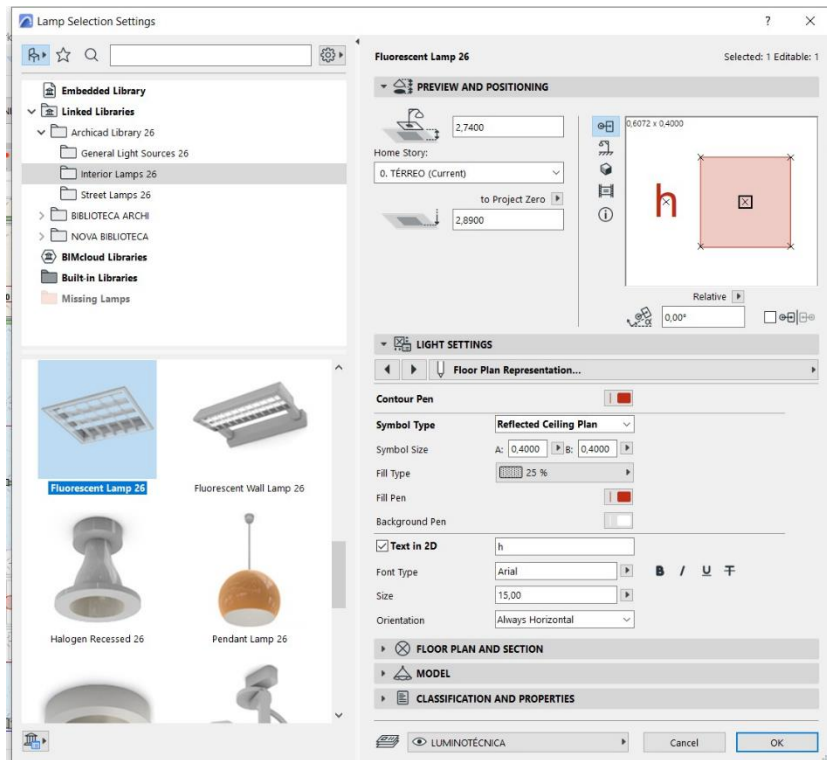 Lamp Selection Settings
?
Embedded Library
Linked Libraries
Archicad Library 26
General Light Sources 26
Interior Lamps 26
Street Lamps 26
BIBLIOTECA ARCHI
NOVA BIBLIOTECA
BIMcloud Libraries
Built-in Libraries
Missing Lamps
Fluorescent Lamp 26
Fluorescent Wall Lamp 26
Halogen Recessed 26
Pendant Lamp 26
Fluorescent Lamp 26 Selected: 1 Editable: 1
PREVIEW AND POSITIONING
2,7400
Home Story:
0. TÉRREO (Current)
to Project Zero
2,8900
0,6072 x 0,4000
h
Relative
0,00°
LIGHT SETTINGS
Floor Plan Representation...
Contour Pen
Symbol Type Reflected Ceiling Plan
Symbol Size A: 0,4000 B: 0,4000
Fill Type 25 %
Fill Pen
Background Pen
Text in 2D h
Font Type Arial B I U T
Size 15,00
Orientation Always Horizontal
FLOOR PLAN AND SECTION
MODEL
CLASSIFICATION AND PROPERTIES
LUMINOTÉCNICA Cancel OK